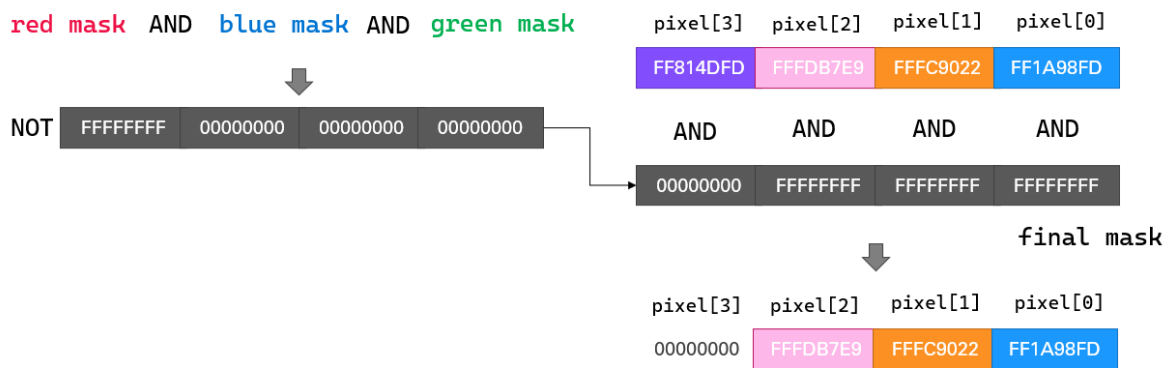 red mask AND blue mask AND green mask
NOT FFFFFFFF 00000000 00000000 00000000
pixel[3] pixel[2] pixel[1] pixel[0]
FF814DFD FFFDB7E9 FFFC9022 FF1A98FD
AND AND AND AND
00000000 FFFFFFFF FFFFFFFF FFFFFFFF
final mask
pixel[3] pixel[2] pixel[1] pixel[0]
00000000 FFFDB7E9 FFFC9022 FF1A98FD